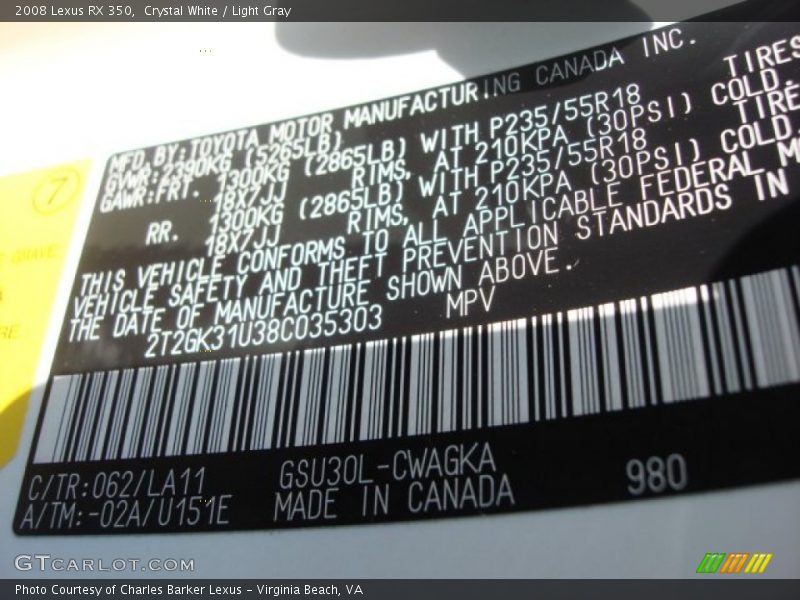 2008 Lexus RX 350,  Crystal White / Light Gray
MFD.BY:TOYOTA MOTOR MANUFACTURING CANADA INC.
GVWR:2390KG (5265LB)
GAWR:FRT. 1300KG (2865LB) WITH P235/55R18 TIRES
18X7JJ RIMS, AT 210KPA (30PSI) COLD.
RR. 1300KG (2865LB) WITH P235/55R18 TIRE
18X7JJ RIMS, AT 210KPA (30PSI) COLD.
THIS VEHICLE CONFORMS TO ALL APPLICABLE FEDERAL
VEHICLE SAFETY AND THEFT PREVENTION STANDARDS IN
THE DATE OF MANUFACTURE SHOWN ABOVE.
2T2GK31U38C035303 MPV
C/TR:062/LA11 GSU30L-CWAGKA 980
A/TM:-02A/U151E MADE IN CANADA
7
GTCARLOT.COM
Photo Courtesy of Charles Barker Lexus - Virginia Beach, VA